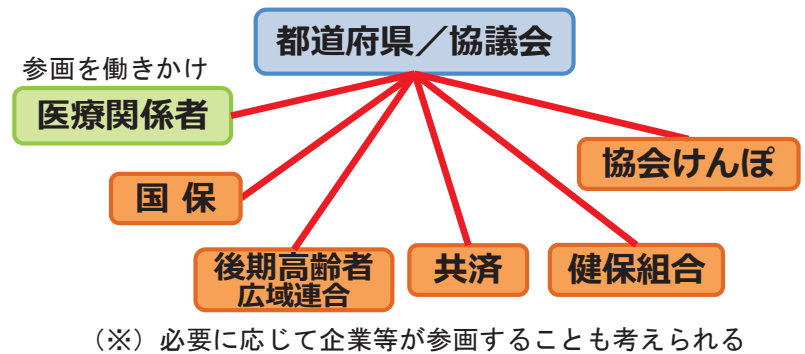 都道府県／協議会
参画を働きかけ
医療関係者
協会けんぽ
国保
後期高齢者
広域連合
共済
健保組合
（※）必要に応じて企業等が参画することも考えられる